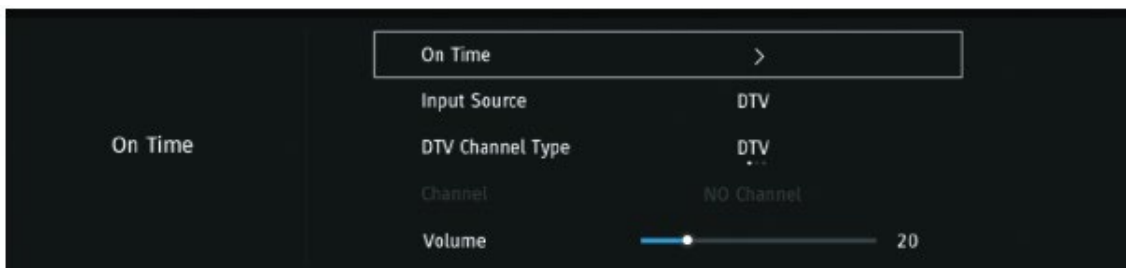 On Time
On Time >
Input Source DTV
DTV Channel Type DTV
Channel NO Channel
Volume 20